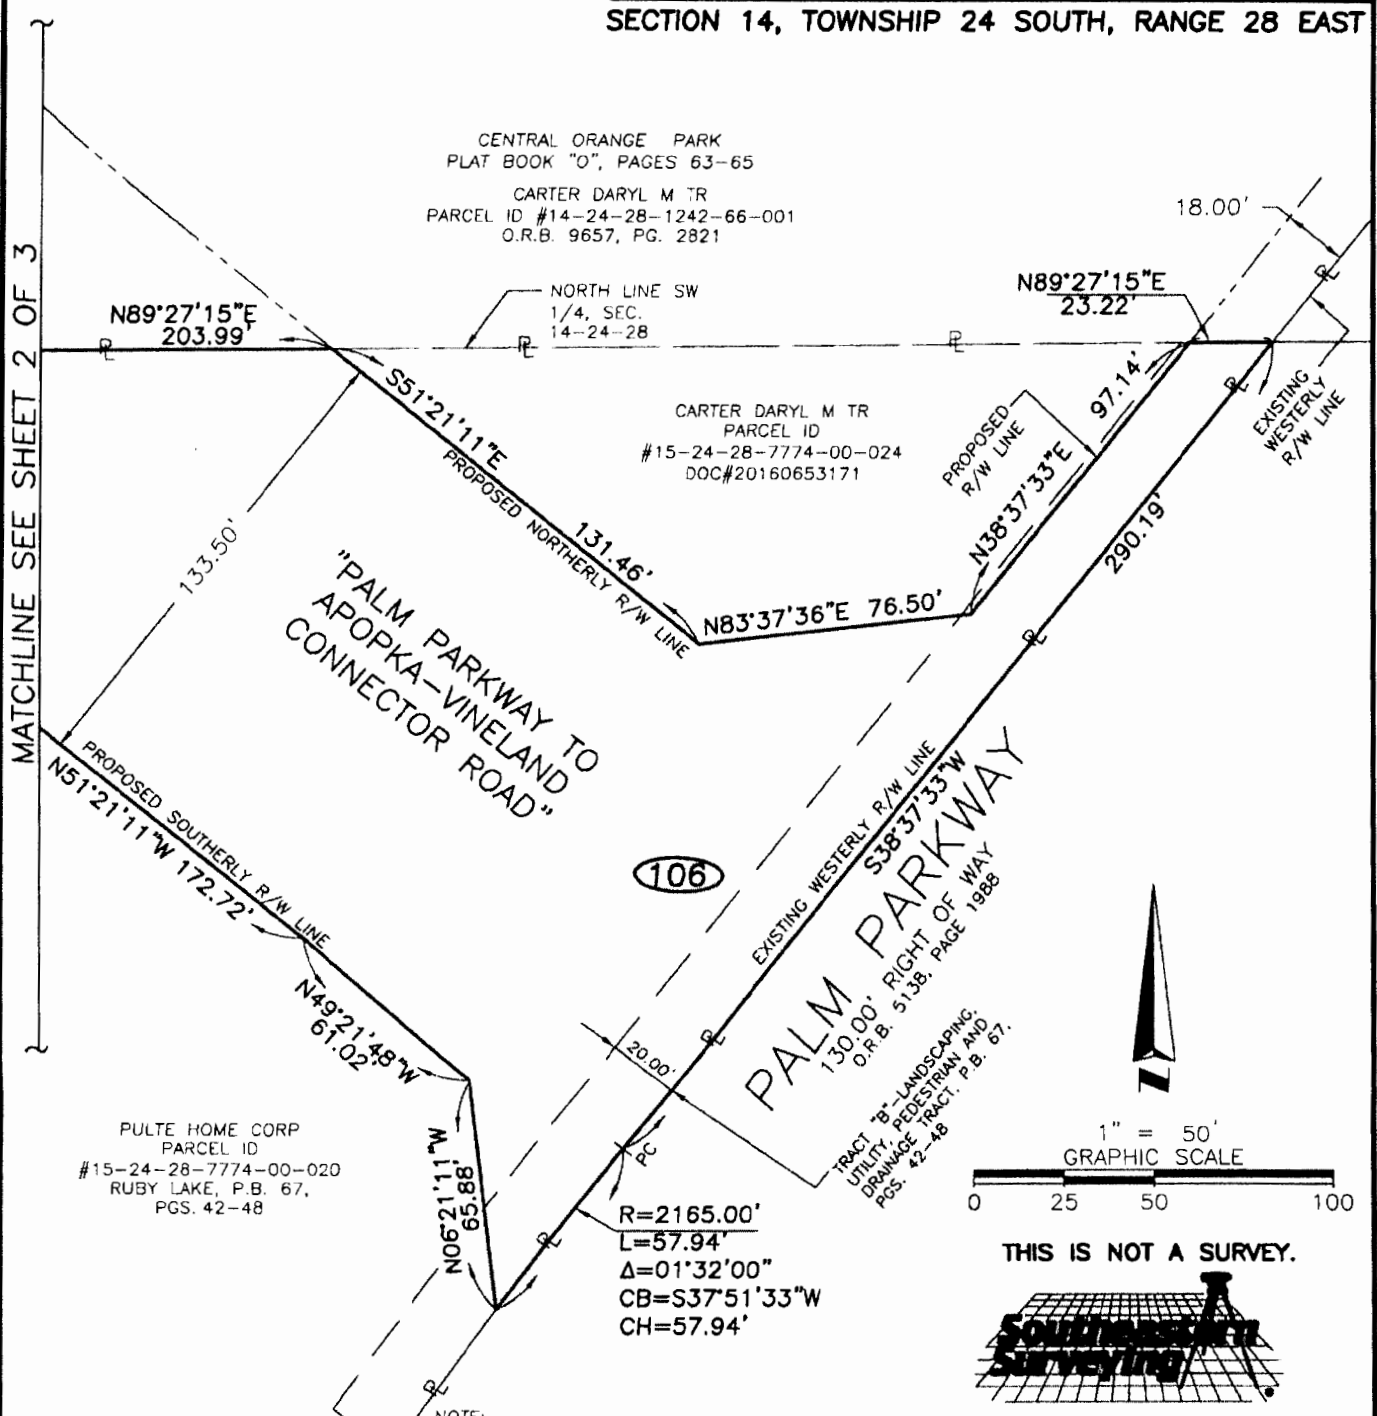 SECTION 14, TOWNSHIP 24 SOUTH, RANGE 28 EAST
MATCHLINE SEE SHEET 2 OF 3
CENTRAL ORANGE PARK
PLAT BOOK "O", PAGES 63-65
CARTER DARYL M TR
PARCEL ID #14-24-28-1242-66-001
O.R.B. 9657, PG. 2821
18.00'
N89°27'15"E
203.99'
NORTH LINE SW
1/4, SEC.
14-24-28
N89°27'15"E
23.22'
EXISTING
WESTERLY
R/W LINE
S51°21'11"E
131.46'
PROPOSED NORTHERLY R/W LINE
CARTER DARYL M TR
PARCEL ID
#15-24-28-7774-00-024
DOC#20160653171
PROPOSED
R/W LINE
N38°37'33"E
97.14'
290.19'
133.50'
N83°37'36"E 76.50'
"PALM PARKWAY TO
APOPKA-VINELAND
CONNECTOR ROAD"
PROPOSED SOUTHERLY R/W LINE
N51°21'11"W 172.72'
106
EXISTING WESTERLY R/W LINE
S38°37'33"W
PALM PARKWAY
130.00' RIGHT OF WAY
O.R.B. 5138, PAGE 1988
N49°21'48"W
61.02'
20.00'
PC
TRACT "B"-LANDSCAPING,
UTILITY, PEDESTRIAN AND
DRAINAGE TRACT, P.B. 67,
PGS. 42-48
PULTE HOME CORP
PARCEL ID
#15-24-28-7774-00-020
RUBY LAKE, P.B. 67,
PGS. 42-48
N06°21'11"W
65.88'
R=2165.00'
L=57.94'
Δ=01°32'00"
CB=S37°51'33"W
CH=57.94'
N
1" = 50'
GRAPHIC SCALE
0 25 50 100
THIS IS NOT A SURVEY.
Southeastern
Surveying
NOTE: